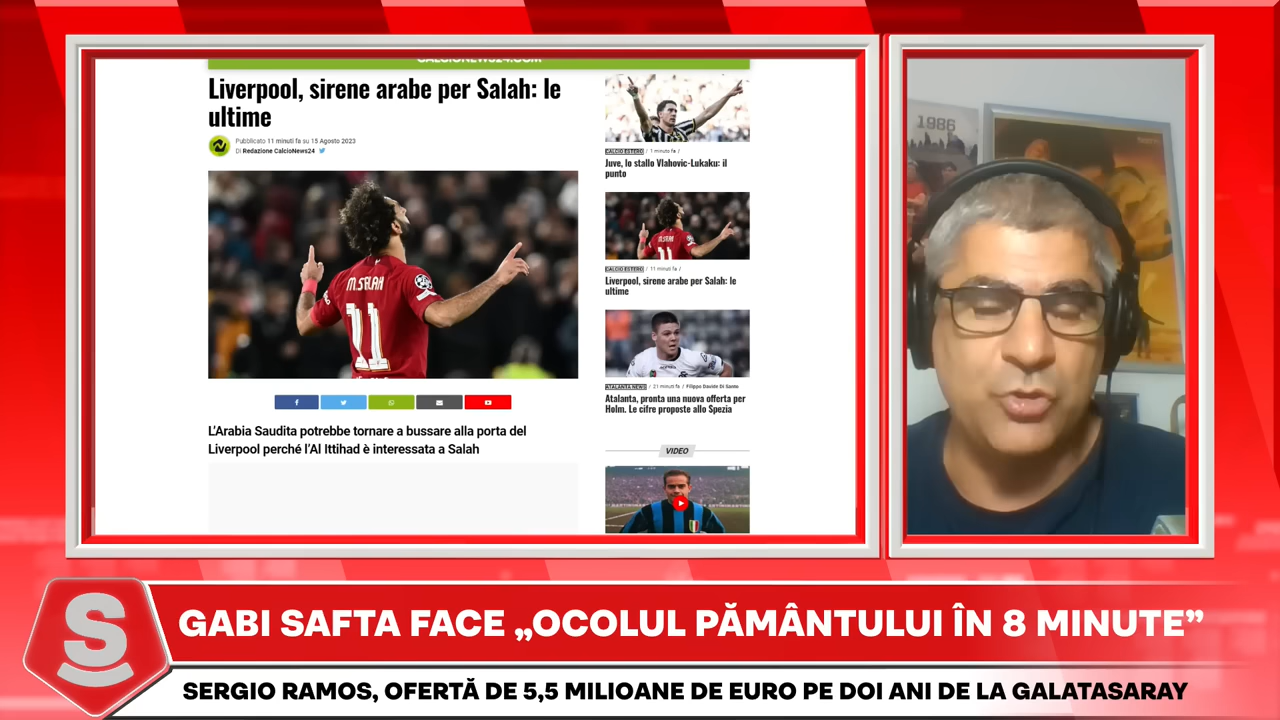 CALCIONEWS24.COM
Liverpool, sirene arabe per Salah: le
ultime
Pubblicato 11 minuti fa su 15 Agosto 2023
Di Redazione CalcioNews24
M.SALAH
11
L'Arabia Saudita potrebbe tornare a bussare alla porta del
Liverpool perché l'Al Ittihad è interessata a Salah
CALCIO ESTERO / 1 minuto fa /
Juve, lo stallo Vlahovic-Lukaku: il
punto
M.SALAH
11
CALCIO ESTERO / 11 minuti fa /
Liverpool, sirene arabe per Salah: le
ultime
ATALANTA NEWS / 21 minuti fa / Filippo Davide Di Santo
Atalanta, pronta una nuova offerta per
Holm. Le cifre proposte allo Spezia
VIDEO
1986
S
GABI SAFTA FACE „OCOLUL PĂMÂNTULUI ÎN 8 MINUTE”
SERGIO RAMOS, OFERTĂ DE 5,5 MILIOANE DE EURO PE DOI ANI DE LA GALATASARAY